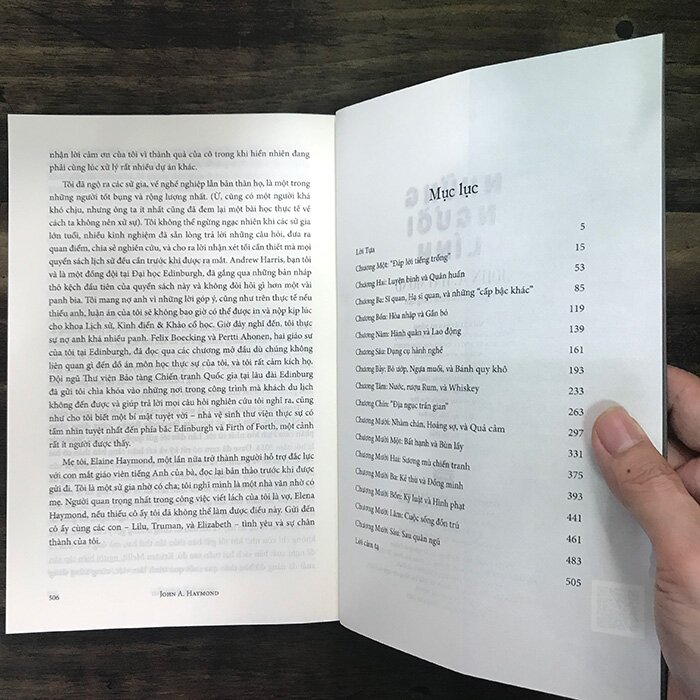 nhận lời cảm ơn của tôi vì thành quả của cô trong khi hiển nhiên đang
phải cùng lúc xử lý rất nhiều dự án khác.
Tôi đã ngộ ra các sử gia, về nghề nghiệp lẫn bản thân họ, là một trong
những người tốt bụng và rộng lượng nhất. (Ừ, cũng có một người khá
khó chịu, nhưng ông ta ít nhất cũng đã đem lại một bài học thực tế về
cách ta không nên xử sự). Tôi không thể ngừng ngạc nhiên khi các sử gia
lớn tuổi, nhiều kinh nghiệm đã sẵn lòng trả lời những câu hỏi, đưa ra
quan điểm, chia sẻ nghiên cứu, và cho ra lời nhận xét tối cần thiết mà mọi
quyển sách lịch sử đều cần trước khi được ra mắt. Andrew Harris, bạn tôi
và là một đồng đội tại Đại học Edinburgh, đã gắng qua những bản nháp
thô kệch đầu tiên của quyển sách này và không đòi hỏi gì hơn một vài
panh bia. Tôi mang nợ anh vì những lời góp ý, cũng như trên thực tế nếu
thiếu anh, luận án của tôi sẽ không bao giờ có thể được in và nộp kịp lúc
cho khoa Lịch sử, Kinh điển & Khảo cổ học. Giờ đây nghĩ đến, tôi thực
sự nợ anh khá nhiều panh. Felix Boecking và Pertti Ahonen, hai giáo sư
của tôi tại Edinburgh, đã đọc qua các chương mở đầu dù chúng không
liên quan gì đến đồ án môn học thực sự của tôi, và tôi rất cảm kích họ.
Đội ngũ Thư viện Bảo tàng Chiến tranh Quốc gia tại lâu đài Edinburg
đã gửi tôi chìa khóa vào những nơi trong công trình mà khách du lịch
không đến được và giúp trả lời mọi câu hỏi nghiên cứu tôi nghĩ ra, cũng
như cho tôi biết một bí mật tuyệt vời – nhà vệ sinh thư viện thực sự có
tầm nhìn tuyệt nhất đến phía bắc Edinburgh và Firth of Forth, một cảnh
rất ít người được thấy.
Mẹ tôi, Elaine Haymond, một lần nữa trở thành người hỗ trợ đắc lực
với con mắt giáo viên tiếng Anh của bà, đọc lại bản thảo trước khi được
gửi đi. Tôi là một sử gia nhờ có cha; tôi nghĩ mình là một nhà văn nhờ có
mẹ. Người quan trọng nhất trong công việc viết lách của tôi là vợ, Elena
Haymond, nếu thiếu cô ấy tôi đã không thể làm được điều này. Gửi đến
cô ấy cùng các con – Lilu, Truman, và Elizabeth – tình yêu và sự chân
thành của tôi.
506 JOHN A. HAYMOND
Mục lục
Lời Tựa 5
Chương Một: "Đáp lời tiếng trống" 15
Chương Hai: Luyện binh và Quân huấn 53
Chương Ba: Sĩ quan, Hạ sĩ quan, và những "cấp bậc khác" 85
Chương Bốn: Hòa nhập và Gắn bó 119
Chương Năm: Hành quân và Lao động 139
Chương Sáu: Dụng cụ hành nghề 161
Chương Bảy: Bò ướp, Ngựa muối, và Bánh quy khô 193
Chương Tám: Nước, rượu Rum, và Whiskey 233
Chương Chín: "Địa ngục trần gian" 263
Chương Mười: Nhàm chán, Hoảng sợ, và Quả cảm 297
Chương Mười Một: Bất hạnh và Bùn lầy 331
Chương Mười Hai: Sương mù chiến tranh 375
Chương Mười Ba: Kẻ thù và Đồng minh 393
Chương Mười Bốn: Kỷ luật và Hình phạt 441
Chương Mười Lăm: Cuộc sống đồn trú 461
Chương Mười Sáu: Sau quân ngũ 483
Lời cảm tạ 505